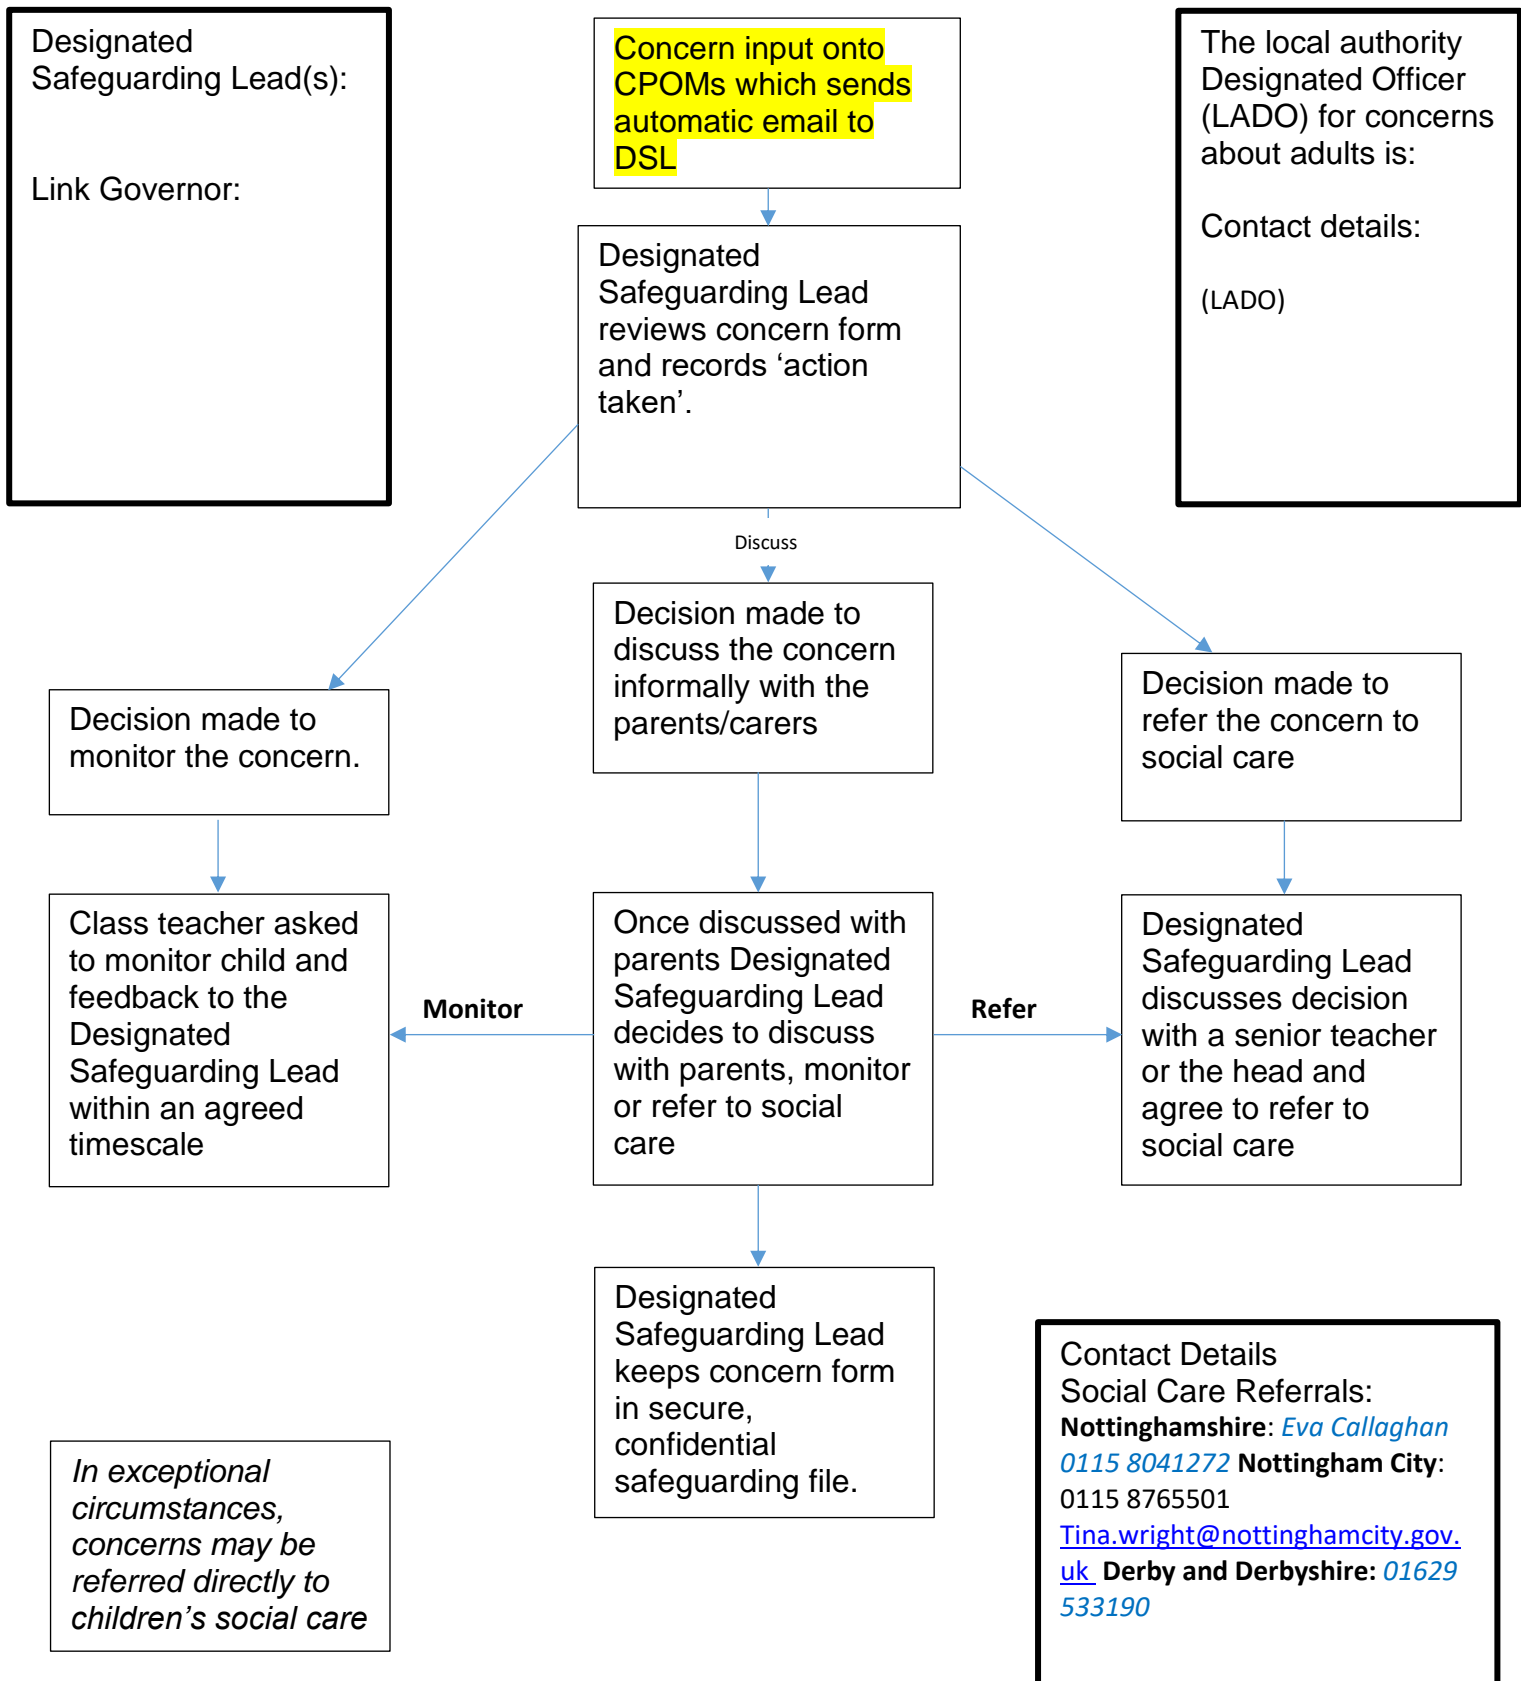 Designated
Safeguarding Lead(s):
Link Governor:
Concern input onto
CPOMs which sends
automatic email to
DSL
The local authority
Designated Officer
(LADO) for concerns
about adults is:
Contact details:
(LADO)
Designated
Safeguarding Lead
reviews concern form
and records ‘action
taken’.
Discuss
Decision made to
monitor the concern.
Decision made to
discuss the concern
informally with the
parents/carers
Decision made to
refer the concern to
social care
Class teacher asked
to monitor child and
feedback to the
Designated
Safeguarding Lead
within an agreed
timescale
Monitor
Once discussed with
parents Designated
Safeguarding Lead
decides to discuss
with parents, monitor
or refer to social
care
Refer
Designated
Safeguarding Lead
discusses decision
with a senior teacher
or the head and
agree to refer to
social care
Designated
Safeguarding Lead
keeps concern form
in secure,
confidential
safeguarding file.
In exceptional
circumstances,
concerns may be
referred directly to
children’s social care
Contact Details
Social Care Referrals:
Nottinghamshire: Eva Callaghan
0115 8041272 Nottingham City:
0115 8765501
Tina.wright@nottinghamcity.gov.
uk Derby and Derbyshire: 01629
533190